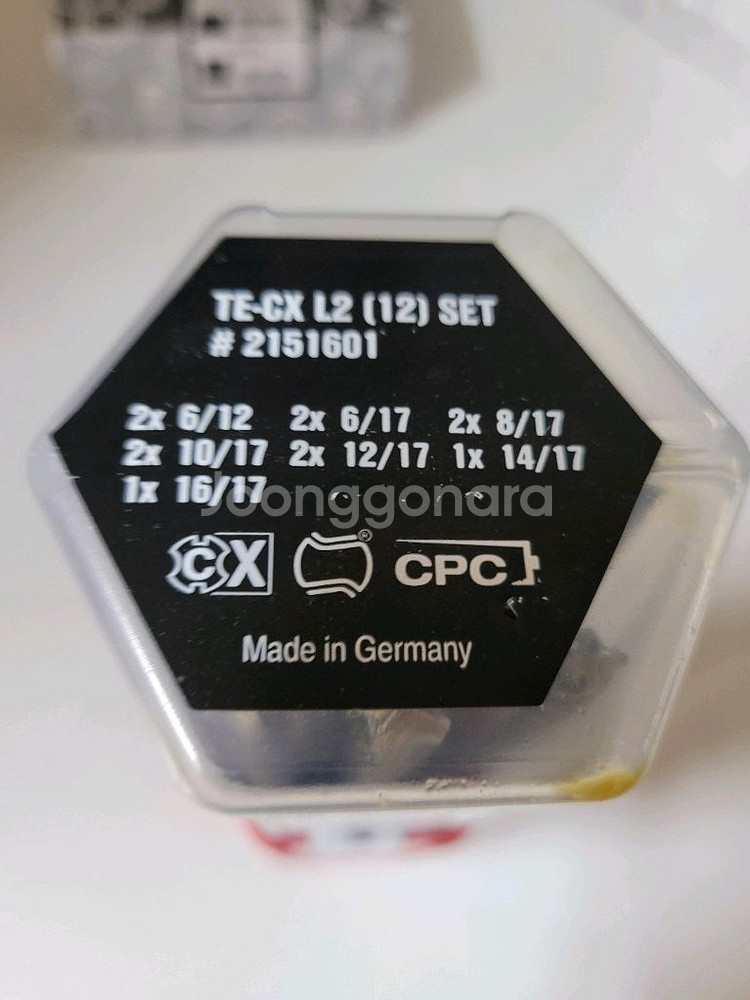 TE-CX L2 (12) SET
# 2151601
2x 6/12 2x 6/17 2x 8/17
2x 10/17 2x 12/17 1x 14/17
1x 16/17
Joonggonara
CX ® CPC
Made in Germany